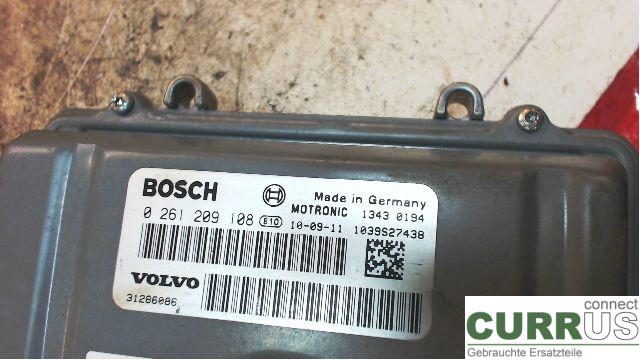 BOSCH
Made in Germany
MOTRONIC 1343 0194
0 261 209 108 E10 10-09-11 1039S27438
VOLVO
31286086
connect
CURRUS
Gebrauchte Ersatzteile